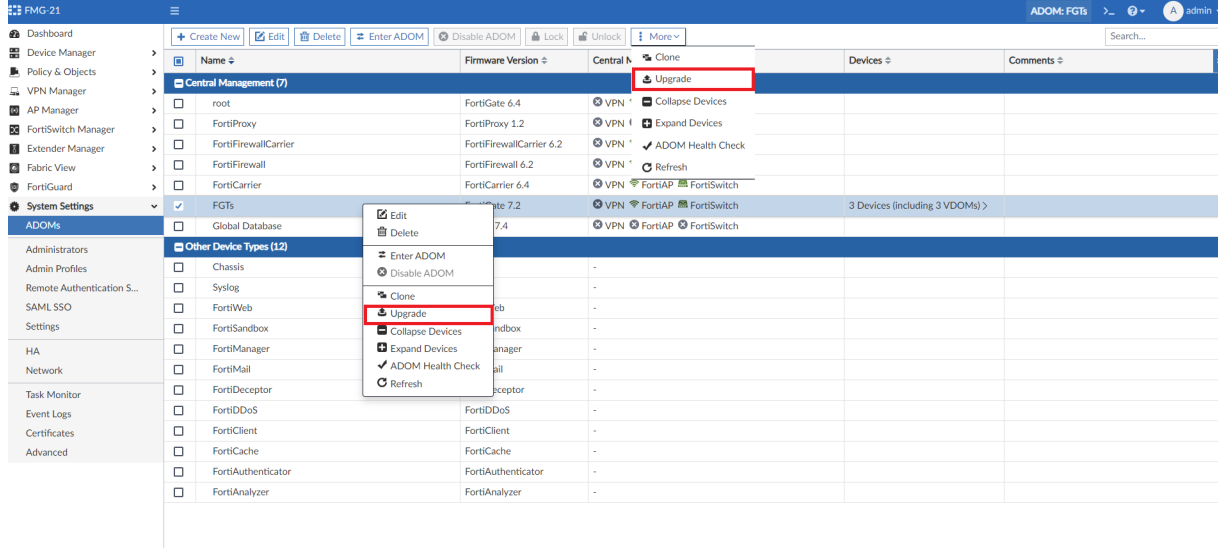 FMG-21 ADOM: FGTs >_ A admin
Dashboard
Device Manager
Policy & Objects
VPN Manager
AP Manager
FortiSwitch Manager
Extender Manager
Fabric View
FortiGuard
System Settings
ADOMs
Administrators
Admin Profiles
Remote Authentication S...
SAML SSO
Settings
HA
Network
Task Monitor
Event Logs
Certificates
Advanced
Create New Edit Delete Enter ADOM Disable ADOM Lock Unlock More Search...
Name Firmware Version Central Devices Comments
Central Management (7)
root FortiGate 6.4 VPN
FortiProxy FortiProxy 1.2 VPN
FortiFirewallCarrier FortiFirewallCarrier 6.2 VPN
FortiFirewall FortiFirewall 6.2 VPN
FortiCarrier FortiCarrier 6.4 VPN FortiAP FortiSwitch
FGTs 7.2 VPN FortiAP FortiSwitch 3 Devices (including 3 VDOMs) >
Global Database 7.4 VPN FortiAP FortiSwitch
Other Device Types (12)
Chassis -
Syslog -
FortiWeb -
FortiSandbox -
FortiManager -
FortiMail -
FortiDeceptor -
FortiDDoS FortiDDoS -
FortiClient FortiClient -
FortiCache FortiCache -
FortiAuthenticator FortiAuthenticator -
FortiAnalyzer FortiAnalyzer -
Clone
Upgrade
Collapse Devices
Expand Devices
ADOM Health Check
Refresh
Edit
Delete
Enter ADOM
Disable ADOM
Clone
Upgrade
Collapse Devices
Expand Devices
ADOM Health Check
Refresh